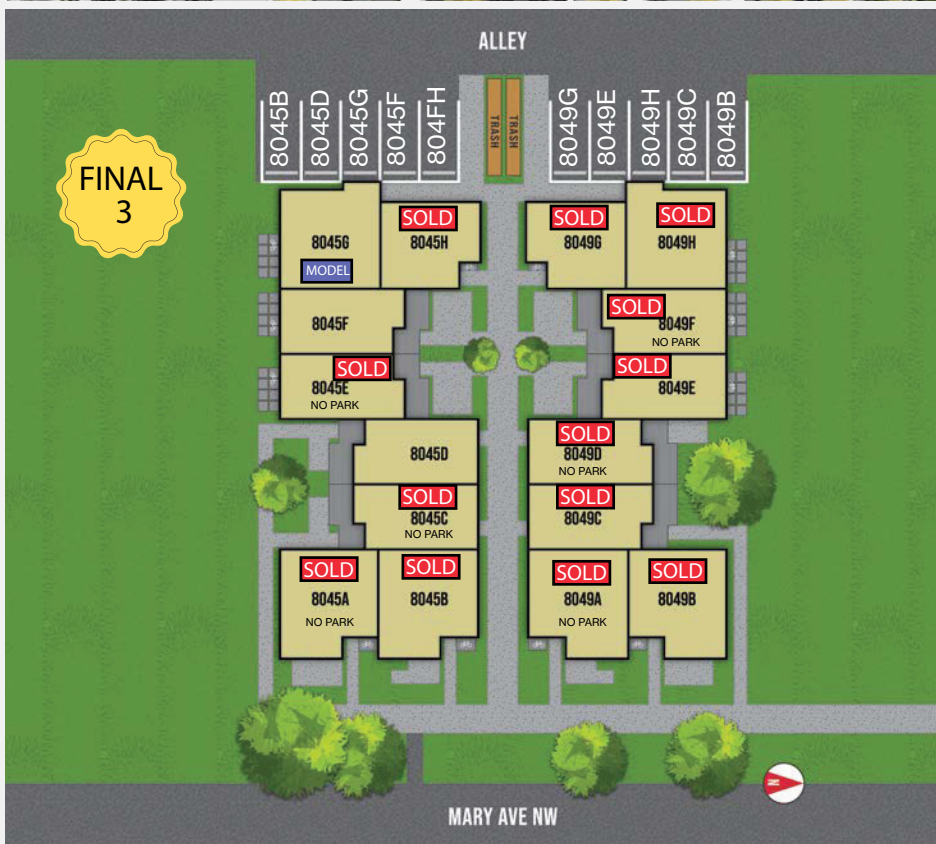 ALLEY
8045B
8045D
8045G
8045F
804FH
TRASH
TRASH
8049G
8049E
8049H
8049C
8049B
FINAL
3
8045G
MODEL
SOLD
8045H
SOLD
8049G
SOLD
8049H
8045F
SOLD
8049F
NO PARK
SOLD
8045E
NO PARK
SOLD
8049E
8045D
SOLD
8049D
NO PARK
SOLD
8045C
NO PARK
SOLD
8049C
SOLD
8045A
NO PARK
SOLD
8045B
SOLD
8049A
NO PARK
SOLD
8049B
N
MARY AVE NW